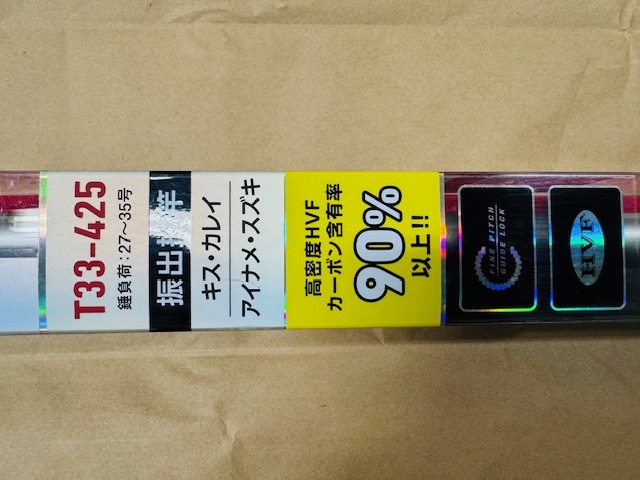 T33-425
錘負荷:27〜35号
振出投竿
キス・カレイ
アイナメ・スズキ
高密度HVF
カーボン含有率
90%
以上!!
FINE PITCH
GUIDE LOCK
HVF